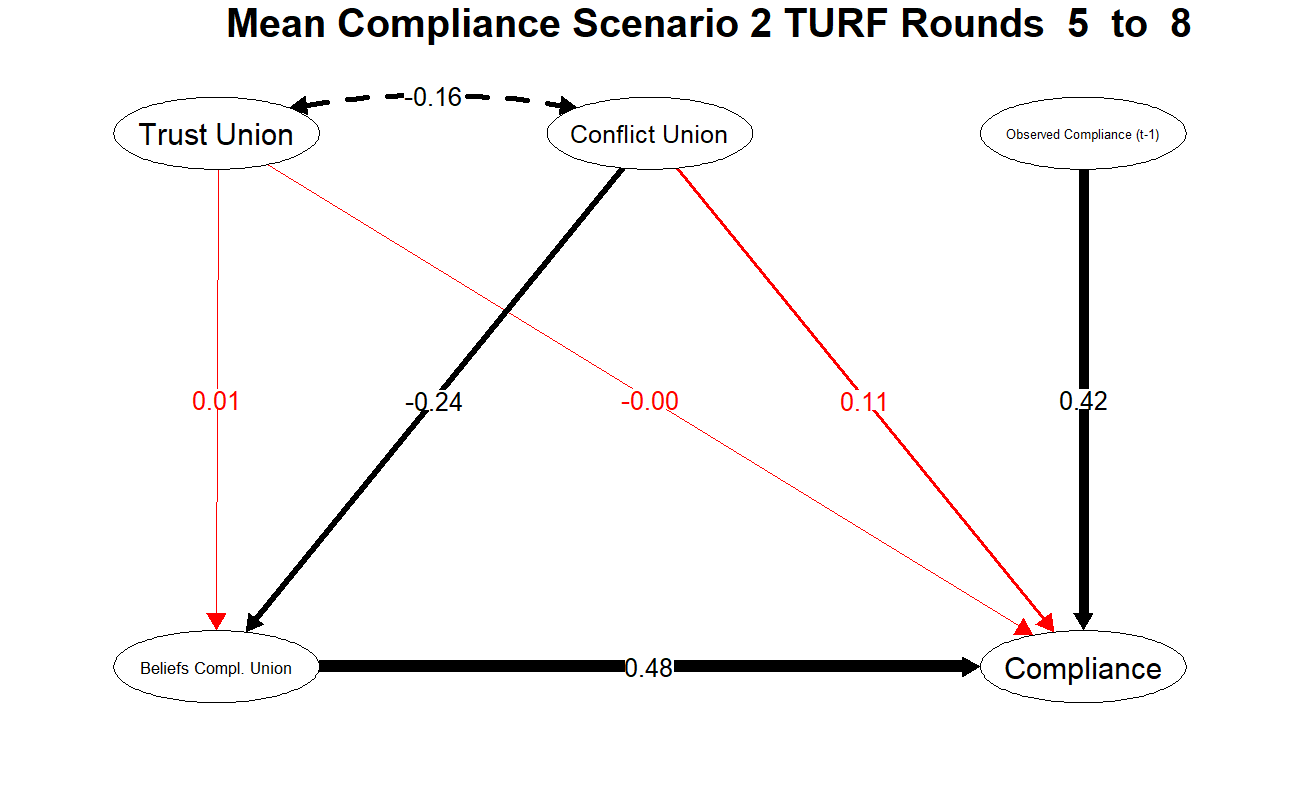 Mean Compliance Scenario 2 TURF Rounds  5  to  8
-0.16
Trust Union
Conflict Union
Observed Compliance (t-1)
0.01
-0.24
-0.00
0.11
0.42
Beliefs Compl. Union
0.48
Compliance